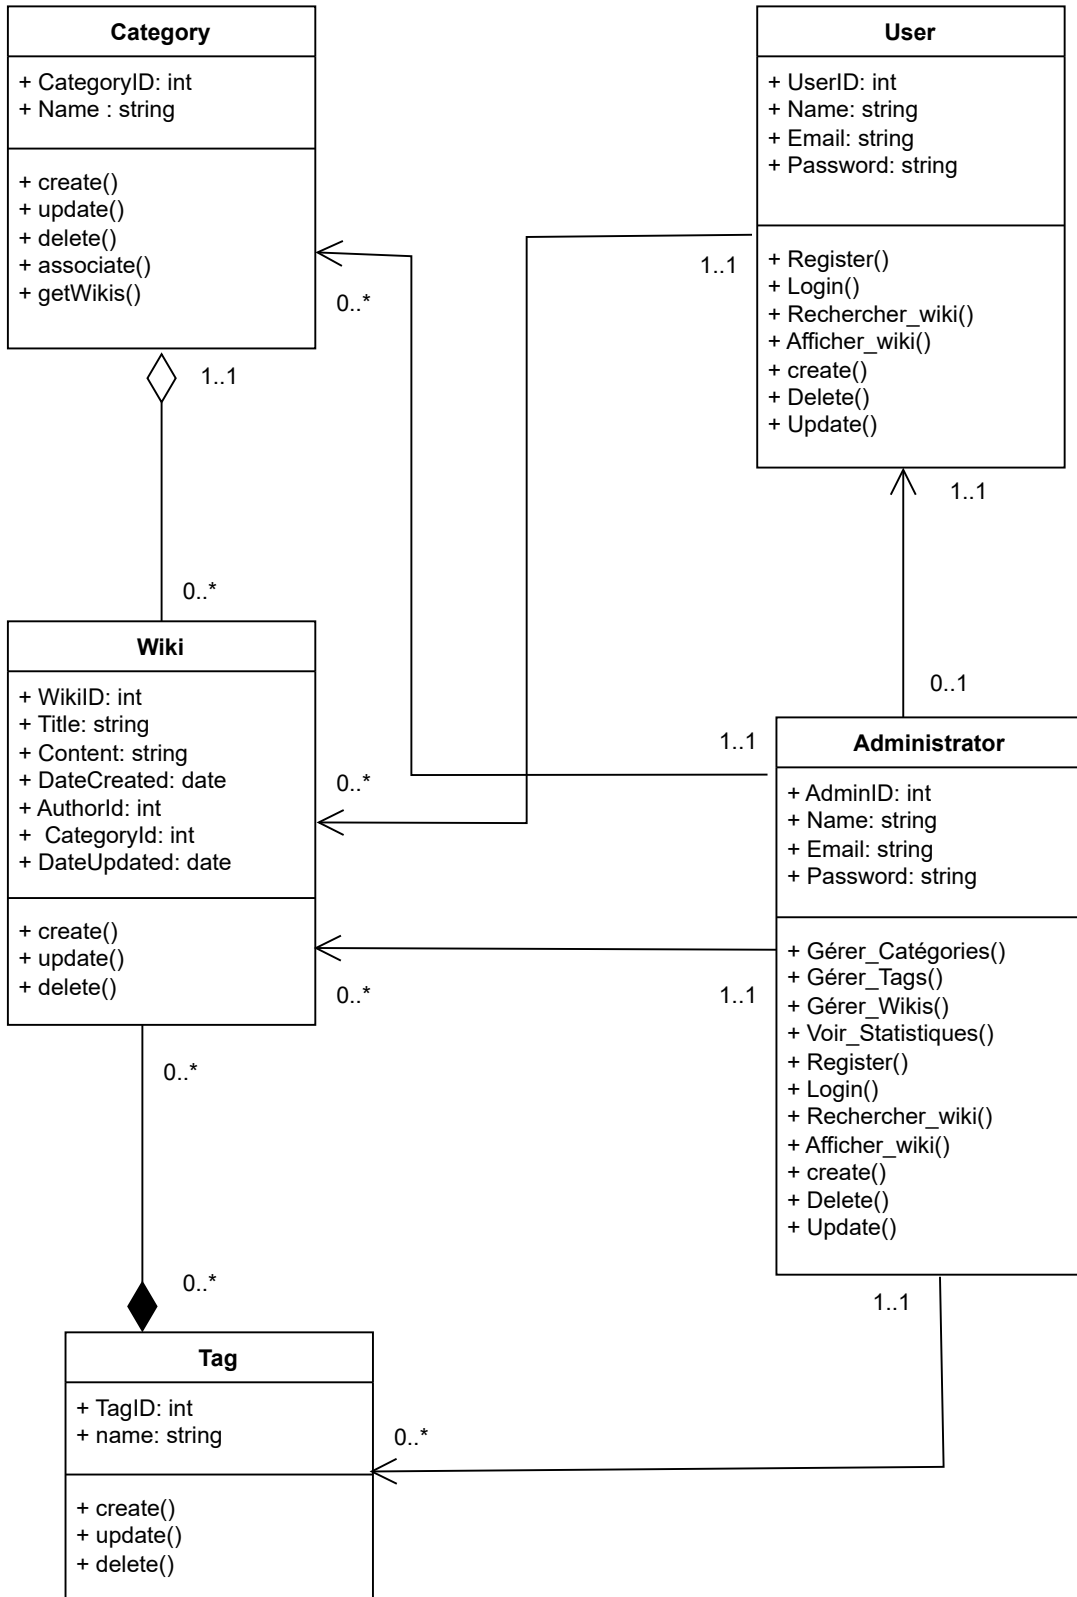 Category
+ CategoryID: int
+ Name : string
+ create()
+ update()
+ delete()
+ associate()
+ getWikis()
User
+ UserID: int
+ Name: string
+ Email: string
+ Password: string
+ Register()
+ Login()
+ Rechercher_wiki()
+ Afficher_wiki()
+ create()
+ Delete()
+ Update()
1..1
0..*
1..1
1..1
0..*
0..1
Wiki
+ WikiID: int
+ Title: string
+ Content: string
+ DateCreated: date
+ AuthorId: int
+  CategoryId: int
+ DateUpdated: date
+ create()
+ update()
+ delete()
1..1
0..*
0..*
1..1
Administrator
+ AdminID: int
+ Name: string
+ Email: string
+ Password: string
+ Gérer_Catégories()
+ Gérer_Tags()
+ Gérer_Wikis()
+ Voir_Statistiques()
+ Register()
+ Login()
+ Rechercher_wiki()
+ Afficher_wiki()
+ create()
+ Delete()
+ Update()
0..*
0..*
1..1
Tag
+ TagID: int
+ name: string
+ create()
+ update()
+ delete()
0..*